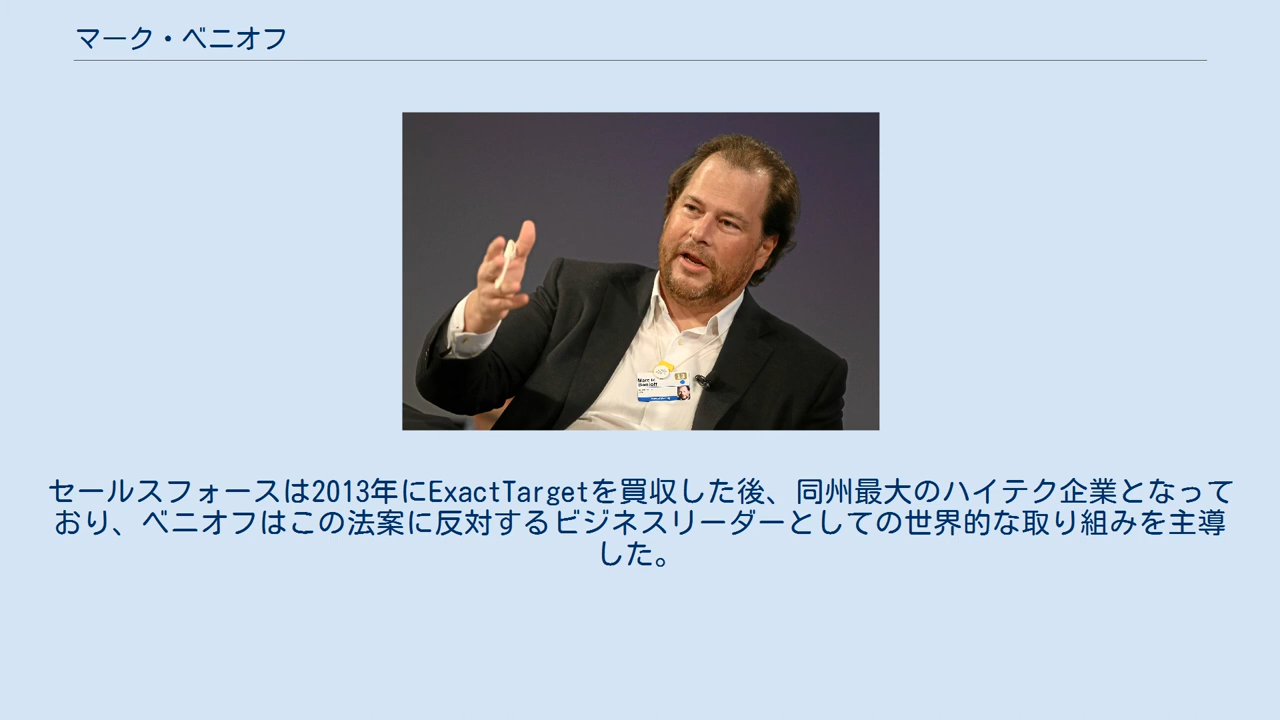 マーク・ベニオフ
セールスフォースは2013年にExactTargetを買収した後、同州最大のハイテク企業となって
おり、ベニオフはこの法案に反対するビジネスリーダーとしての世界的な取り組みを主導
した。